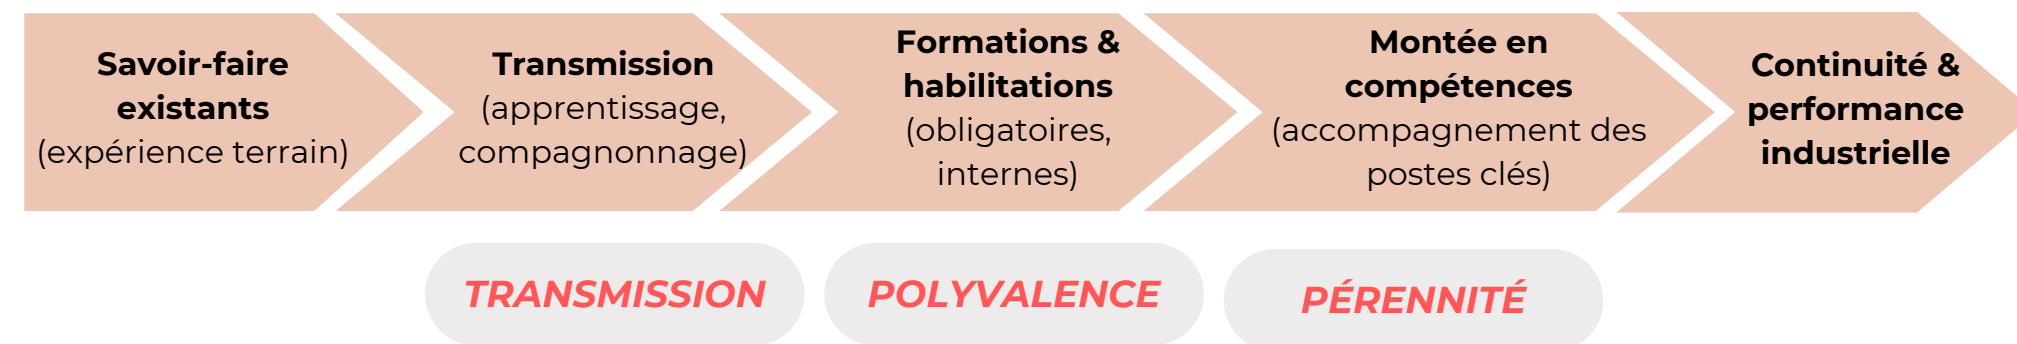 Savoir-faire
existants
(expérience terrain)
Transmission
(apprentissage,
compagnonnage)
Formations &
habilitations
(obligatoires,
internes)
Montée en
compétences
(accompagnement des
postes clés)
Continuité &
performance
industrielle
TRANSMISSION
POLYVALENCE
PÉRENNITÉ